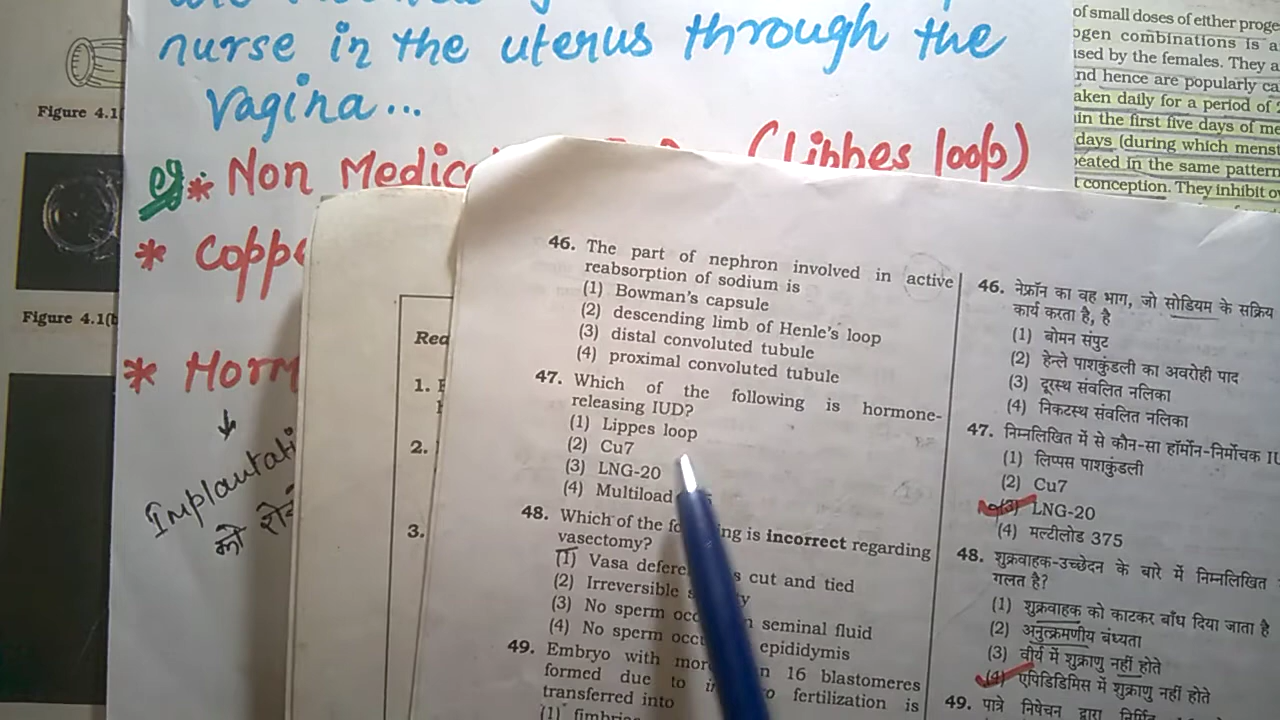 nurse in the uterus through the
vagina...
eg * Non Medic
(Lippes loop)
* Copp
* Horm
↓
को
Figure 4.1(
Figure 4.1(b
of small doses of either proge
ogen combinations is a
sed by the females. They a
nd hence are popularly ca
aken daily for a period of
in the first five days of me
days (during which menst
eated in the same pattern
t conception. They inhibit ov
Rea
1.
2.
3.
46. The part of nephron involved in active
reabsorption of sodium is
(1) Bowman's capsule
(2) descending limb of Henle's loop
(3) distal convoluted tubule
(4) proximal convoluted tubule
47. Which of the following is hormone-
releasing IUD?
(1) Lippes loop
(2) Cu7
(3) LNG-20
(4) Multiload
48. Which of the fo ing is incorrect regarding
vasectomy?
(1) Vasa defere s cut and tied
(2) Irreversible s y
(3) No sperm occ n seminal fluid
(4) No sperm occu epididymis
49. Embryo with mor n 16 blastomeres
formed due to in o fertilization is
transferred into
(1) fimbria
46. नेफ्रॉन का वह भाग, जो सोडियम के सक्रिय
कार्य करता है, है
(1) बोमन संपुट
(2) हेन्ले पाशकुंडली का अवरोही पाद
(3) दूरस्थ संवलित नलिका
(4) निकटस्थ संवलित नलिका
47. निम्नलिखित में से कौन-सा हॉर्मोन-निर्मोचक IU
(1) लिप्पस पाशकुंडली
(2) Cu7
(3) LNG-20
(4) मल्टीलोड 375
48. शुक्रवाहक-उच्छेदन के बारे में निम्नलिखित
गलत है?
(1) शुक्रवाहक को काटकर बाँध दिया जाता है
(2) अनुत्क्रमणीय बंध्यता
(3) वीर्य में शुक्राणु नहीं होते
(4) एपिडिडिमिस में शुक्राणु नहीं होते
49. पात्रे निषेचन द्वारा